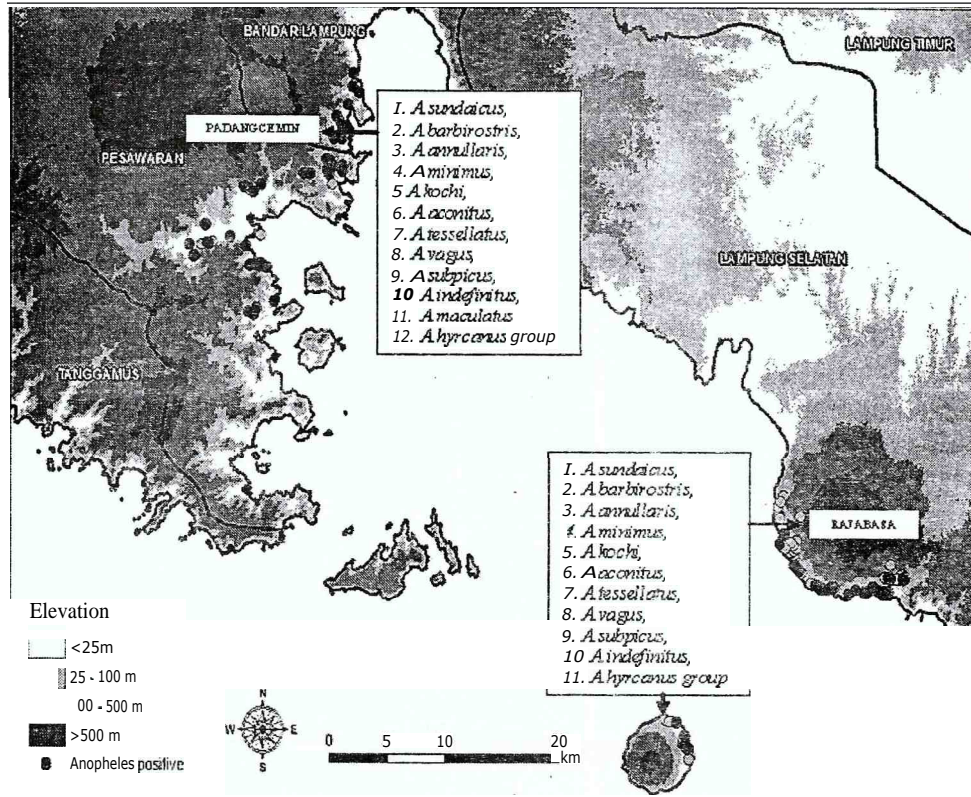 BANDAR LAMPUNG
LAMPUNG TIMUR
PADANGCEMIN
PESAWARAN
1. A sundaicus,
2. A barbirostris,
3. A annullaris,
4. A minimus,
5 A kochi,
6. A aconitus,
7. A tessellatus,
8. A vagus,
9. A subpicus,
10 A indefinitus,
11. A maculatus
12. A hyrcanus group
LAMPUNG SELATAN
TANGGAMUS
1. A sundaicus,
2. A barbirostris,
3. A annullaris,
4. A minimus,
5. A kochi,
6. A aconitus,
7. A tessellatus,
8. A vagus,
9. A subpicus,
10 A indefinitus,
11. A hyrcanus group
RAJABASA
Elevation
<25m
25 - 100 m
00 - 500 m
>500 m
Anopheles positive
N
W E
S
0 5 10 20
km